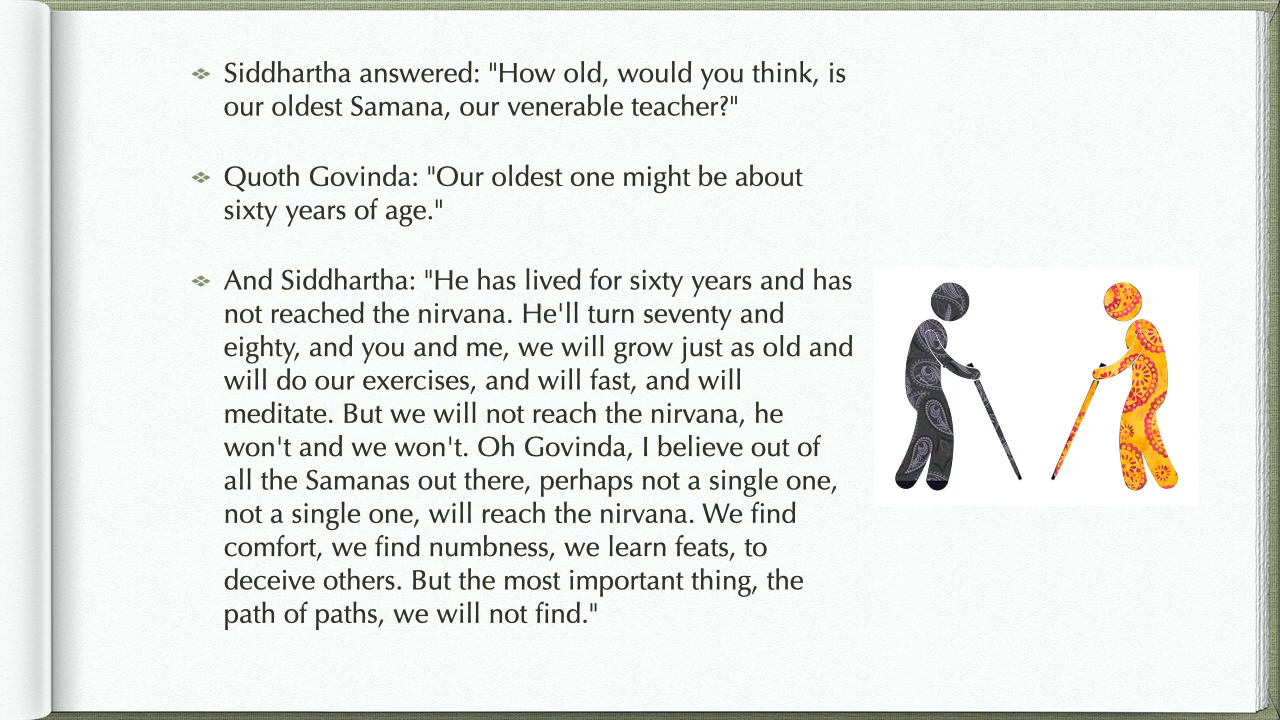 Siddhartha answered: "How old, would you think, is
our oldest Samana, our venerable teacher?"
Quoth Govinda: "Our oldest one might be about
sixty years of age."
And Siddhartha: "He has lived for sixty years and has
not reached the nirvana. He'll turn seventy and
eighty, and you and me, we will grow just as old and
will do our exercises, and will fast, and will
meditate. But we will not reach the nirvana, he
won't and we won't. Oh Govinda, I believe out of
all the Samanas out there, perhaps not a single one,
not a single one, will reach the nirvana. We find
comfort, we find numbness, we learn feats, to
deceive others. But the most important thing, the
path of paths, we will not find."